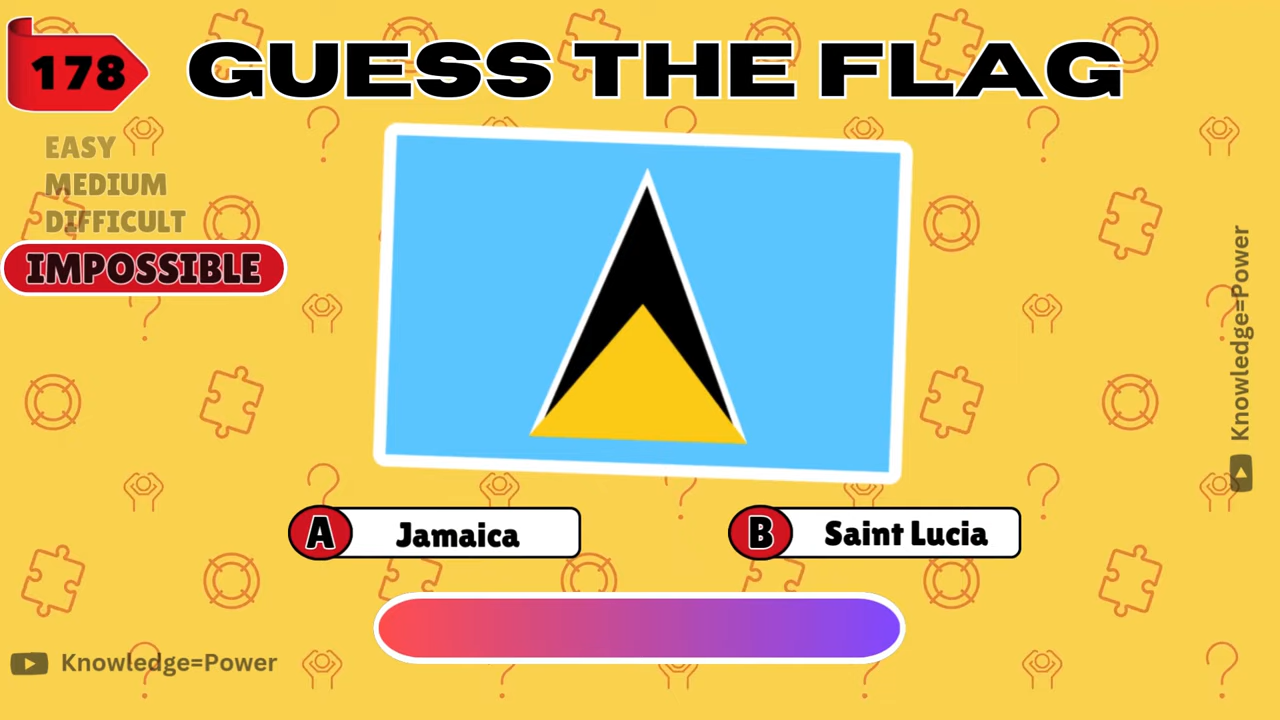 178
GUESS THE FLAG
EASY
MEDIUM
DIFFICULT
IMPOSSIBLE
Knowledge=Power
A Jamaica
B Saint Lucia
Knowledge=Power